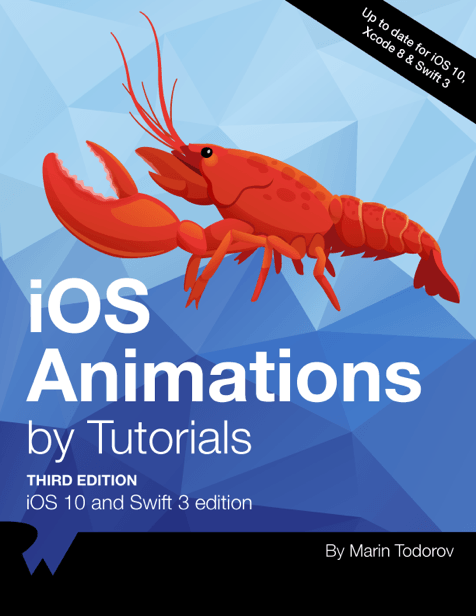 Up to date for iOS 10,
Xcode 8 & Swift 3
iOS
Animations
by Tutorials
THIRD EDITION
iOS 10 and Swift 3 edition
By Marin Todorov